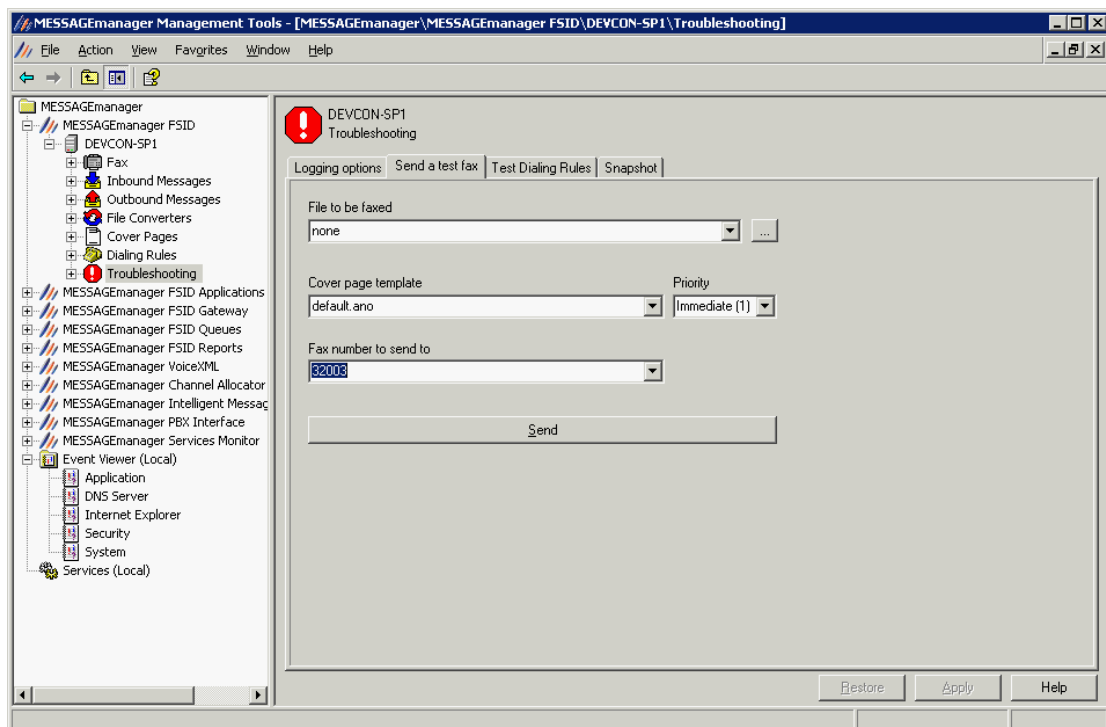 MESSAGEmanager Management Tools - [MESSAGEmanager\MESSAGEmanager FSID\DEVCON-SP1\Troubleshooting]
File Action View Favorites Window Help
MESSAGEmanager
MESSAGEmanager FSID
DEVCON-SP1
Fax
Inbound Messages
Outbound Messages
File Converters
Cover Pages
Dialing Rules
Troubleshooting
MESSAGEmanager FSID Applications
MESSAGEmanager FSID Gateway
MESSAGEmanager FSID Queues
MESSAGEmanager FSID Reports
MESSAGEmanager VoiceXML
MESSAGEmanager Channel Allocator
MESSAGEmanager Intelligent Messag
MESSAGEmanager PBX Interface
MESSAGEmanager Services Monitor
Event Viewer (Local)
Application
DNS Server
Internet Explorer
Security
System
Services (Local)
DEVCON-SP1
Troubleshooting
Logging options Send a test fax Test Dialing Rules Snapshot
File to be faxed
none ...
Cover page template Priority
default.ano Immediate (1)
Fax number to send to
32003
Send
Restore Apply Help